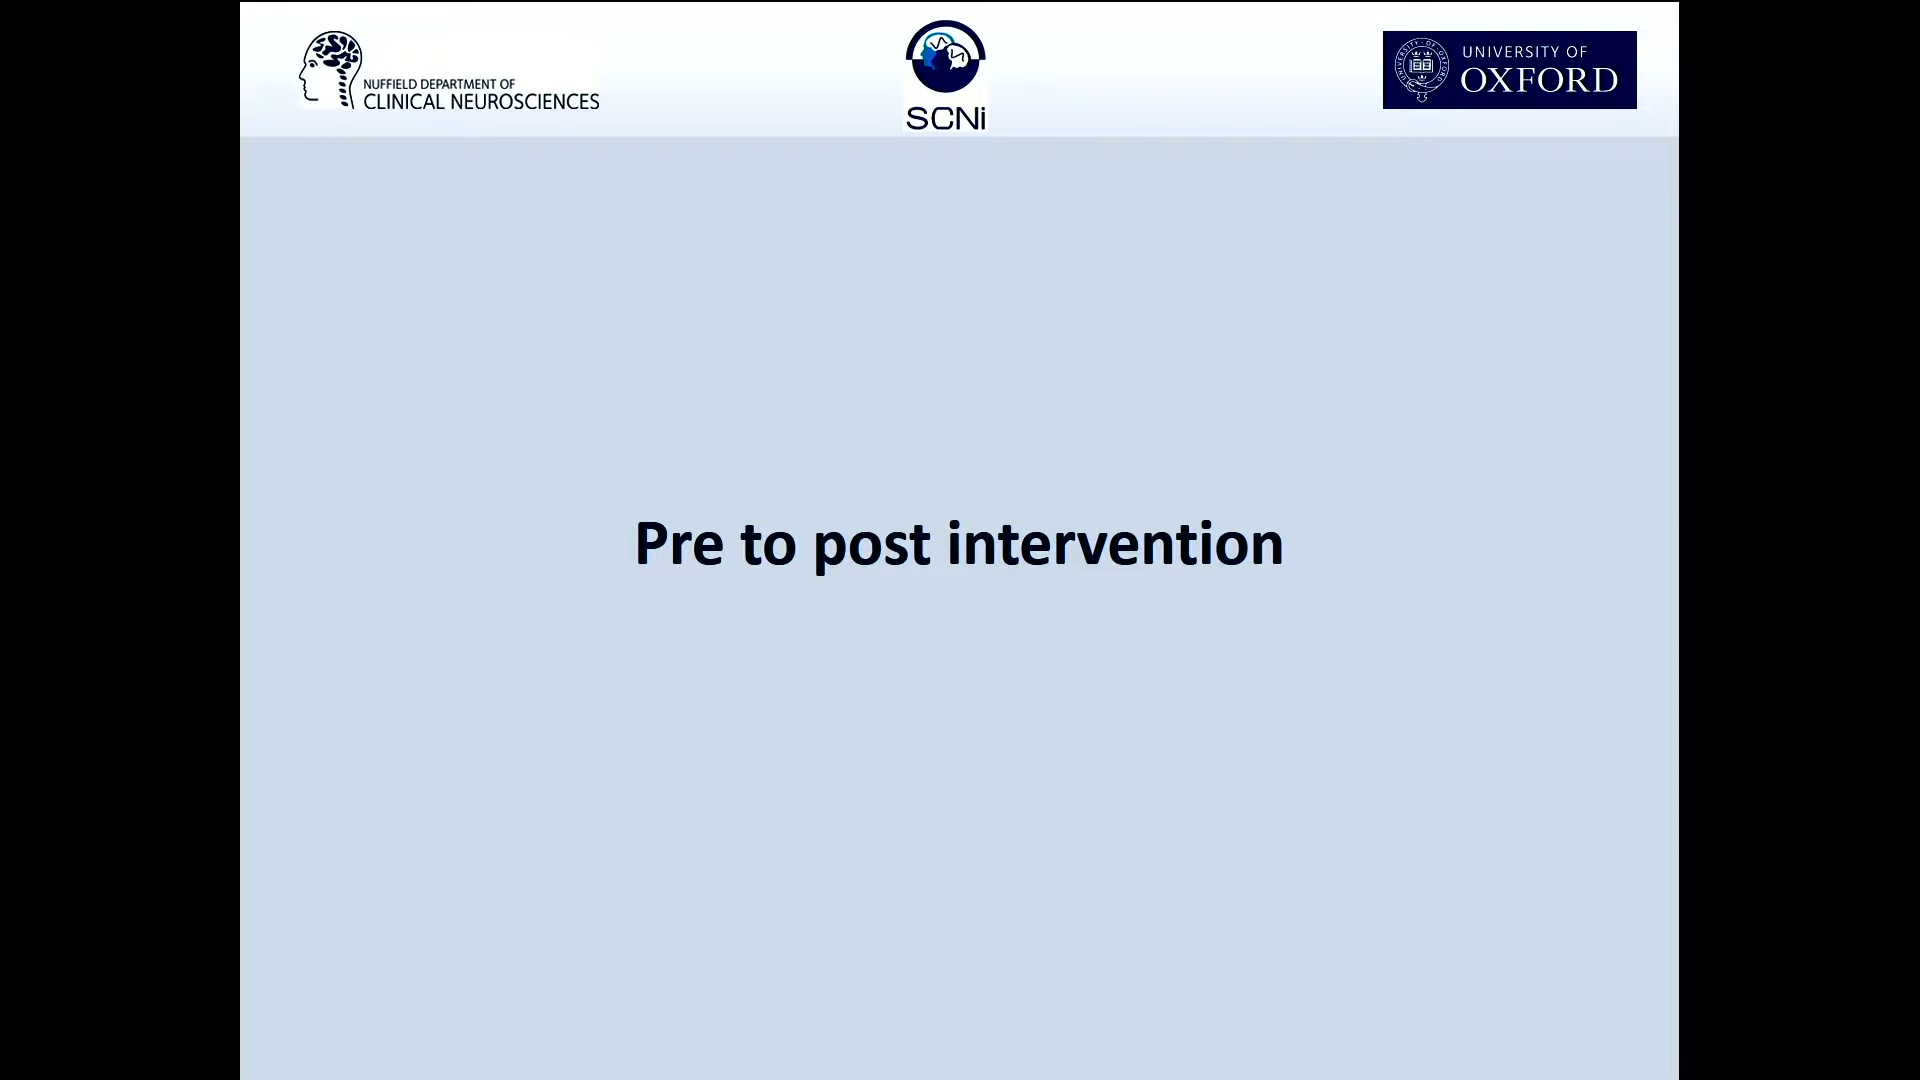 NUFFIELD DEPARTMENT OF
CLINICAL NEUROSCIENCES
SCNi
UNIVERSITY OF
OXFORD
Pre to post intervention